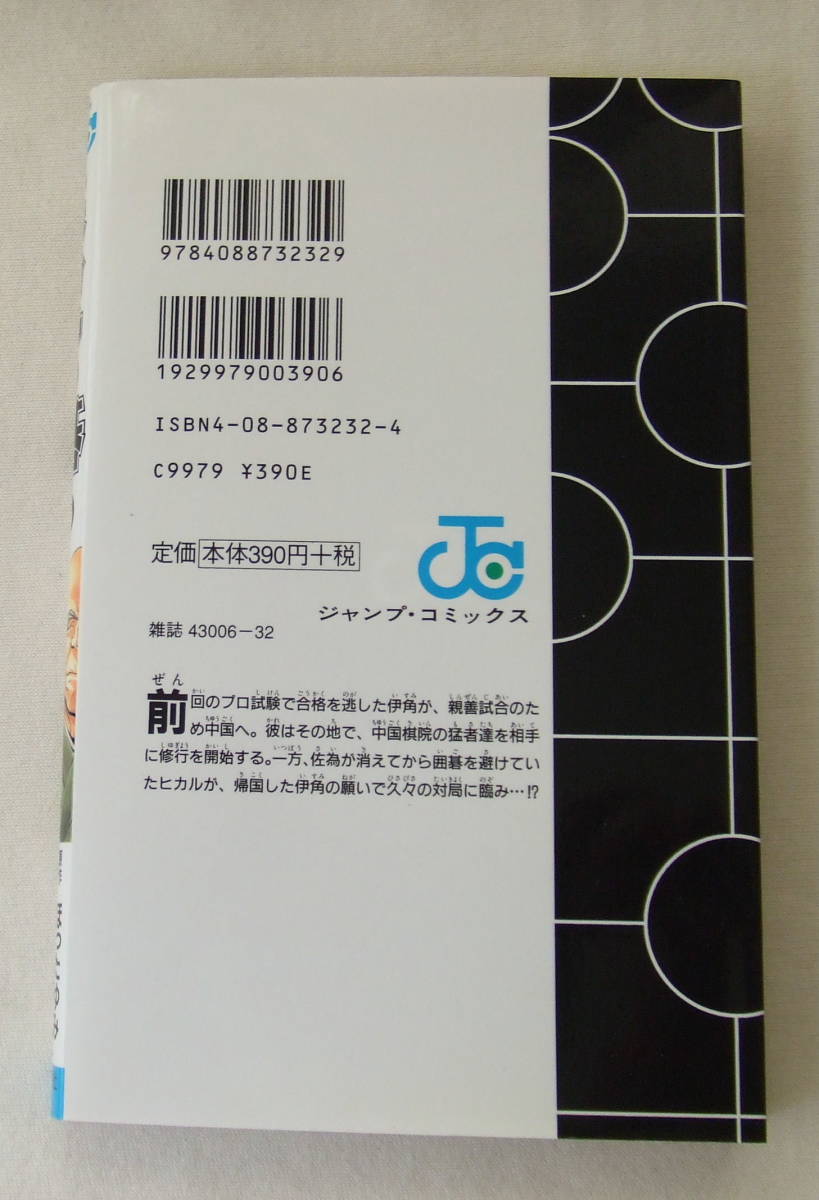 9784088732329
1929979003906
ISBN4-08-873232-4
C9979 ¥390E
定価 本体390円+税
ジャンプ・コミックス
雑誌 43006-32
前回のプロ試験で合格を逃した伊角が、親善試合のた
め中国へ。彼はその地で、中国棋院の猛者達を相手
に修行を開始する。一方、佐為が消えてから囲碁を避けてい
たヒカルが、帰国した伊角の願いで久々の対局に臨み…!?